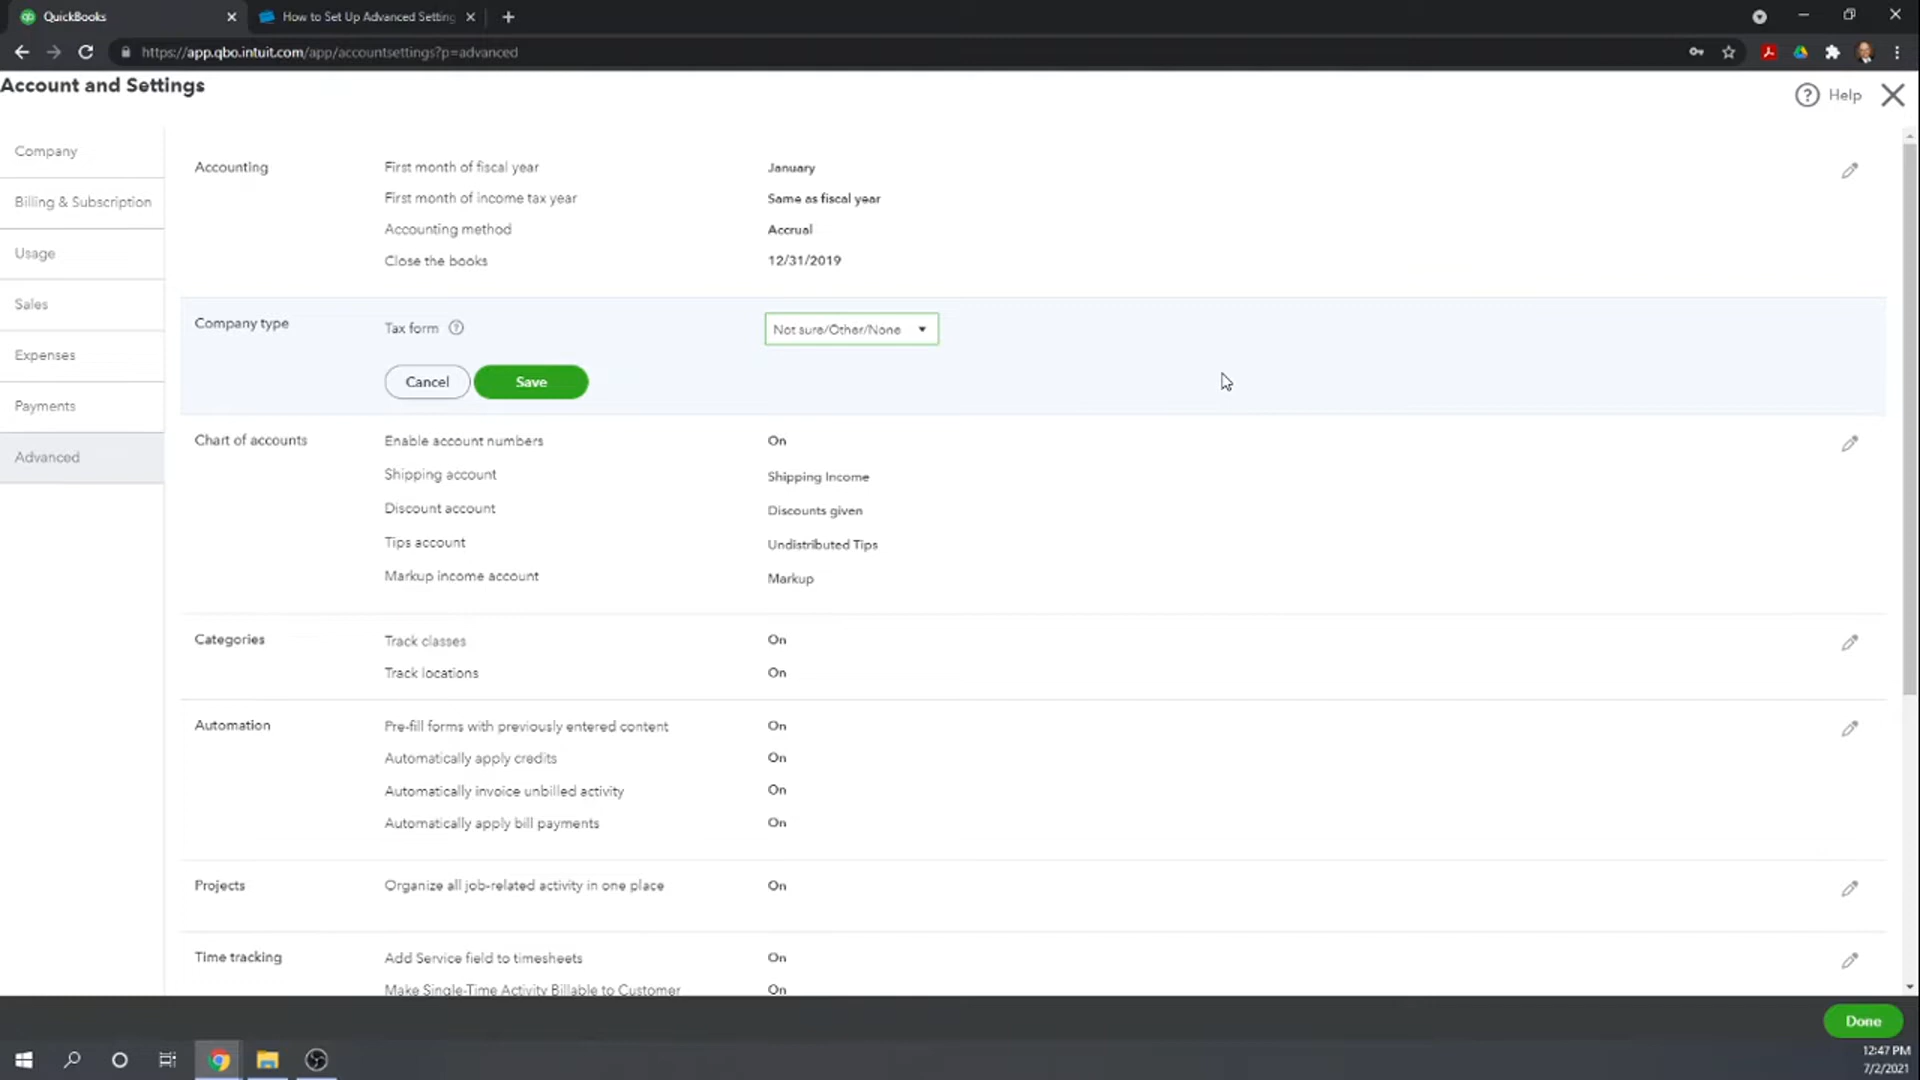 QuickBooks
How to Set Up Advanced Setting
https://app.qbo.intuit.com/app/accountsettings?p=advanced
Account and Settings
Help
Company
Billing & Subscription
Usage
Sales
Expenses
Payments
Advanced
Accounting
First month of fiscal year January
First month of income tax year Same as fiscal year
Accounting method Accrual
Close the books 12/31/2019
Company type
Tax form ? Not sure/Other/None
Cancel Save
Chart of accounts
Enable account numbers On
Shipping account Shipping Income
Discount account Discounts given
Tips account Undistributed Tips
Markup income account Markup
Categories
Track classes On
Track locations On
Automation
Pre-fill forms with previously entered content On
Automatically apply credits On
Automatically invoice unbilled activity On
Automatically apply bill payments On
Projects
Organize all job-related activity in one place On
Time tracking
Add Service field to timesheets On
Make Single-Time Activity Billable to Customer On
Done
12:47 PM
7/2/2021